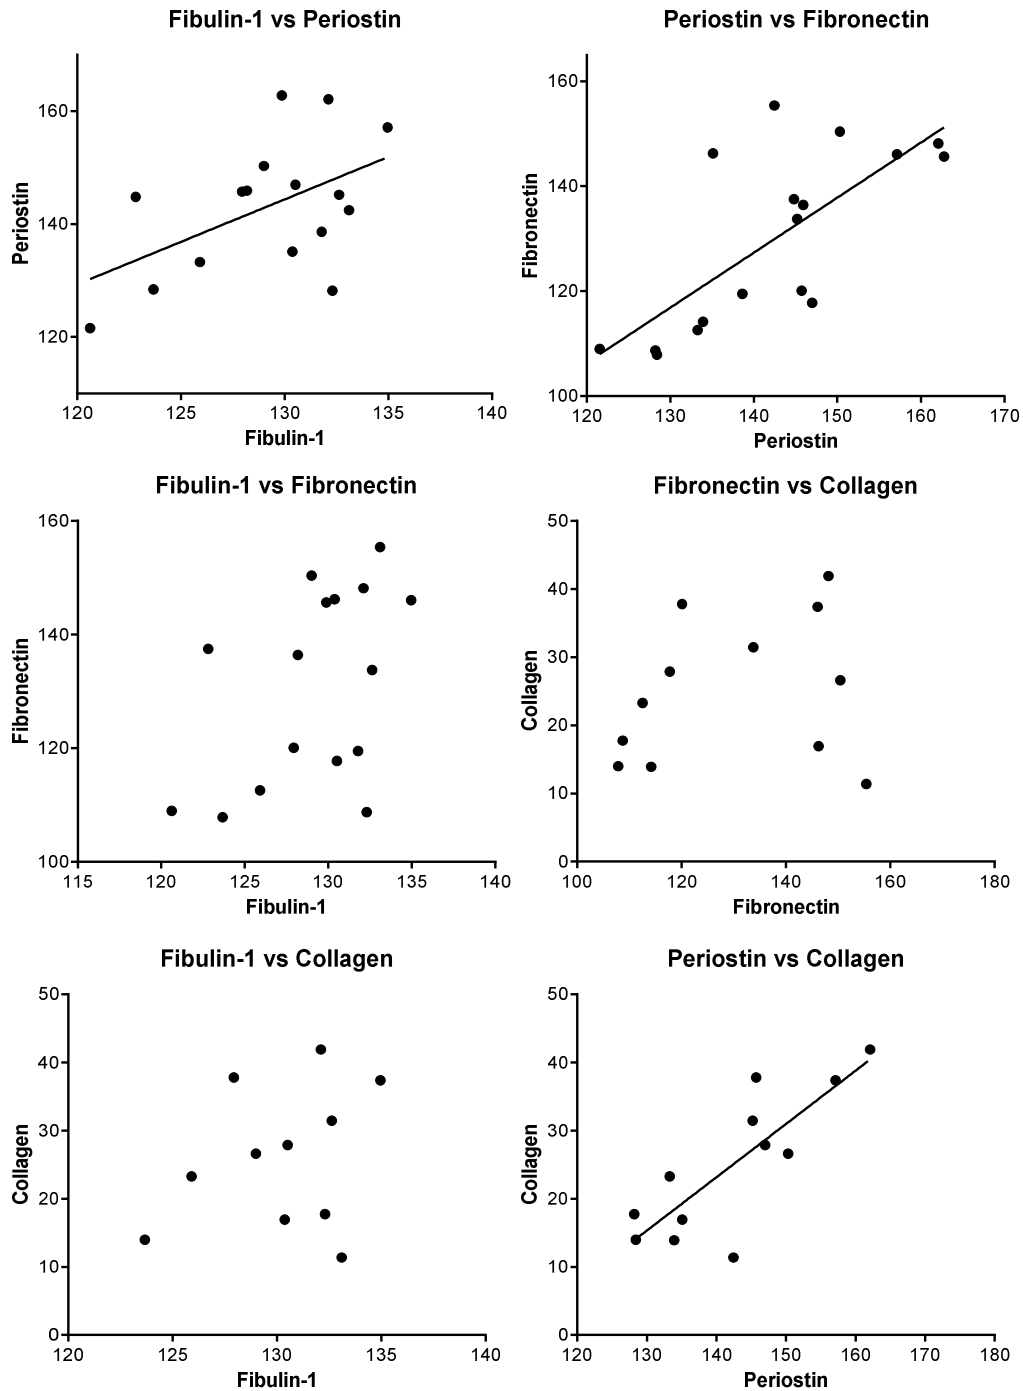 Fibulin-1 vs Periostin
160
140
120
Periostin
120 125 130 135 140
Fibulin-1
Periostin vs Fibronectin
160
140
120
100
Fibronectin
120 130 140 150 160 170
Periostin
Fibulin-1 vs Fibronectin
160
140
120
100
Fibronectin
115 120 125 130 135 140
Fibulin-1
Fibronectin vs Collagen
50
40
30
20
10
0
Collagen
100 120 140 160 180
Fibronectin
Fibulin-1 vs Collagen
50
40
30
20
10
0
Collagen
120 125 130 135 140
Fibulin-1
Periostin vs Collagen
50
40
30
20
10
0
Collagen
120 130 140 150 160 170 180
Periostin